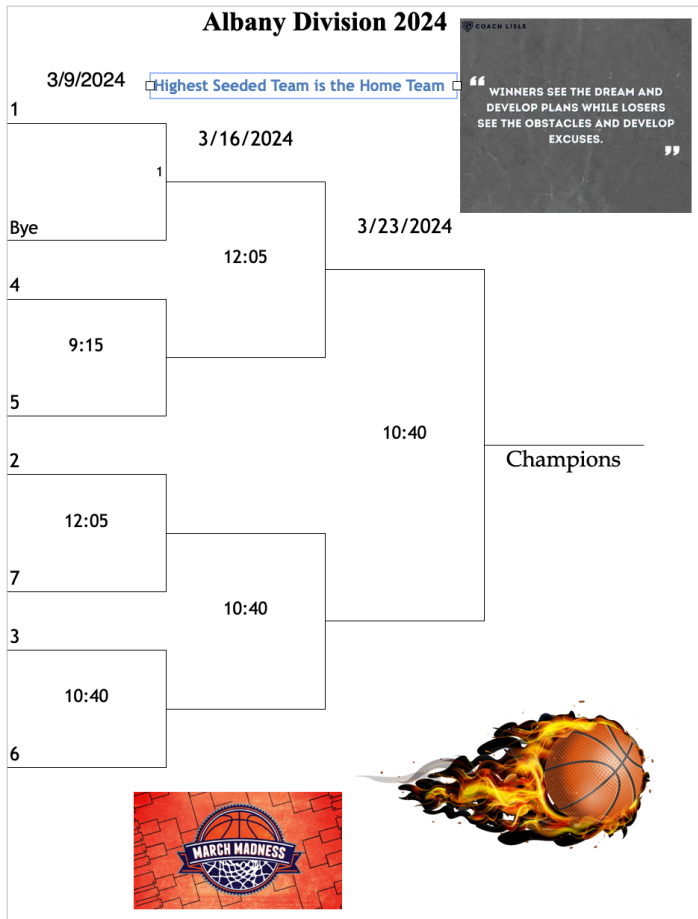 Albany Division 2024
COACH LISLE
3/9/2024
Highest Seeded Team is the Home Team
“
WINNERS SEE THE DREAM AND
DEVELOP PLANS WHILE LOSERS
SEE THE OBSTACLES AND DEVELOP
EXCUSES.
”
1
3/16/2024
1
Bye
3/23/2024
12:05
4
9:15
5
10:40
2
Champions
12:05
7
10:40
3
10:40
6
MARCH MADNESS